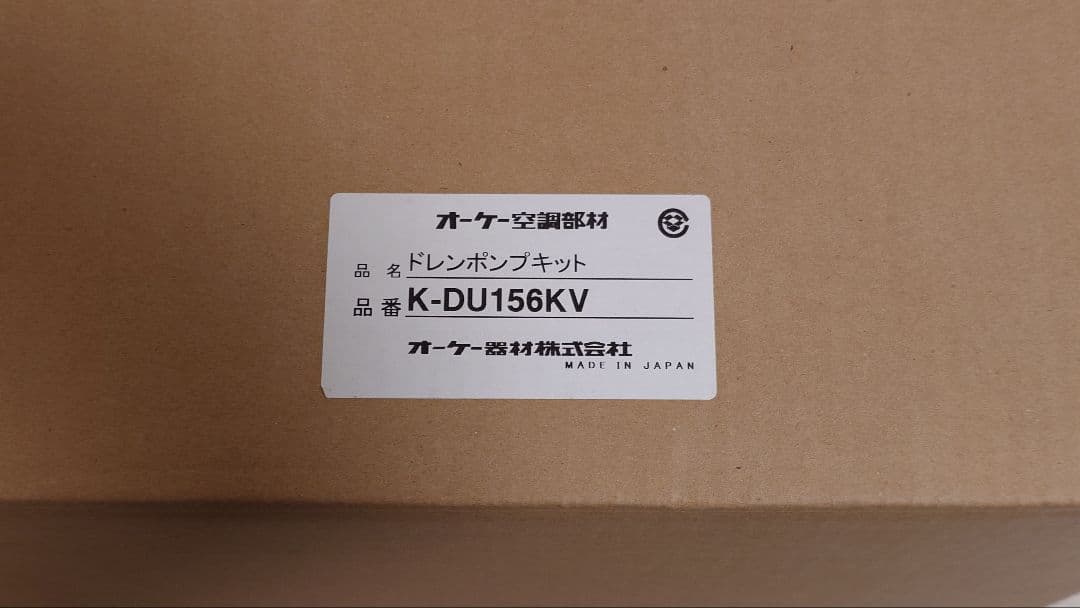 オーケー空調部材
品名 ドレンポンプキット
品番 K-DU156KV
オーケー器材株式会社
MADE IN JAPAN